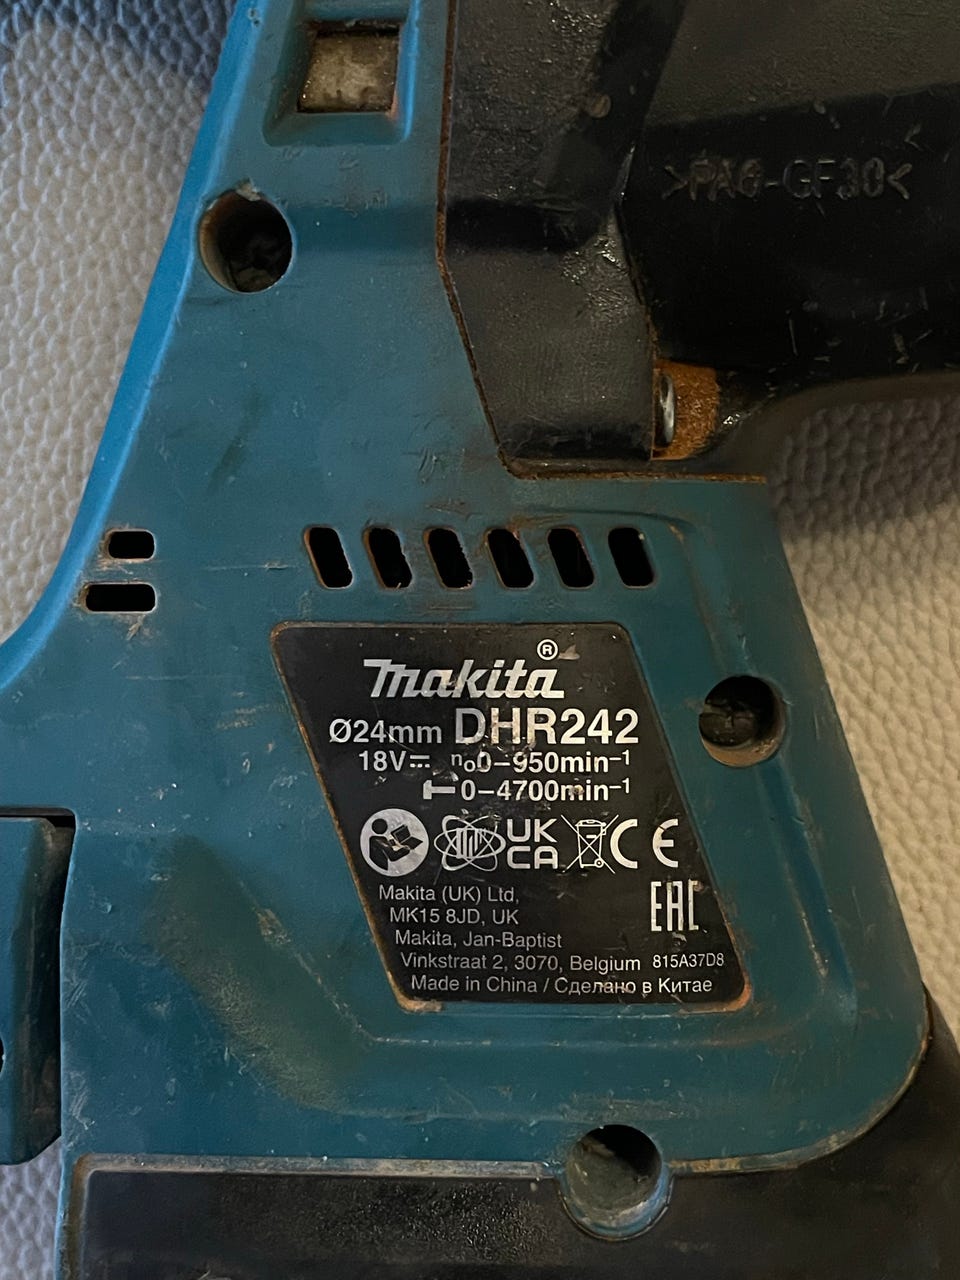 >PA6-GF30<
Makita®
Ø24mm DHR242
18V⎓ n₀0–950min⁻¹
0–4700min⁻¹
UK
CA
CE
Makita (UK) Ltd,
MK15 8JD, UK
EAC
Makita, Jan-Baptist
Vinkstraat 2, 3070, Belgium 815A37D8
Made in China / Сделано в Китае